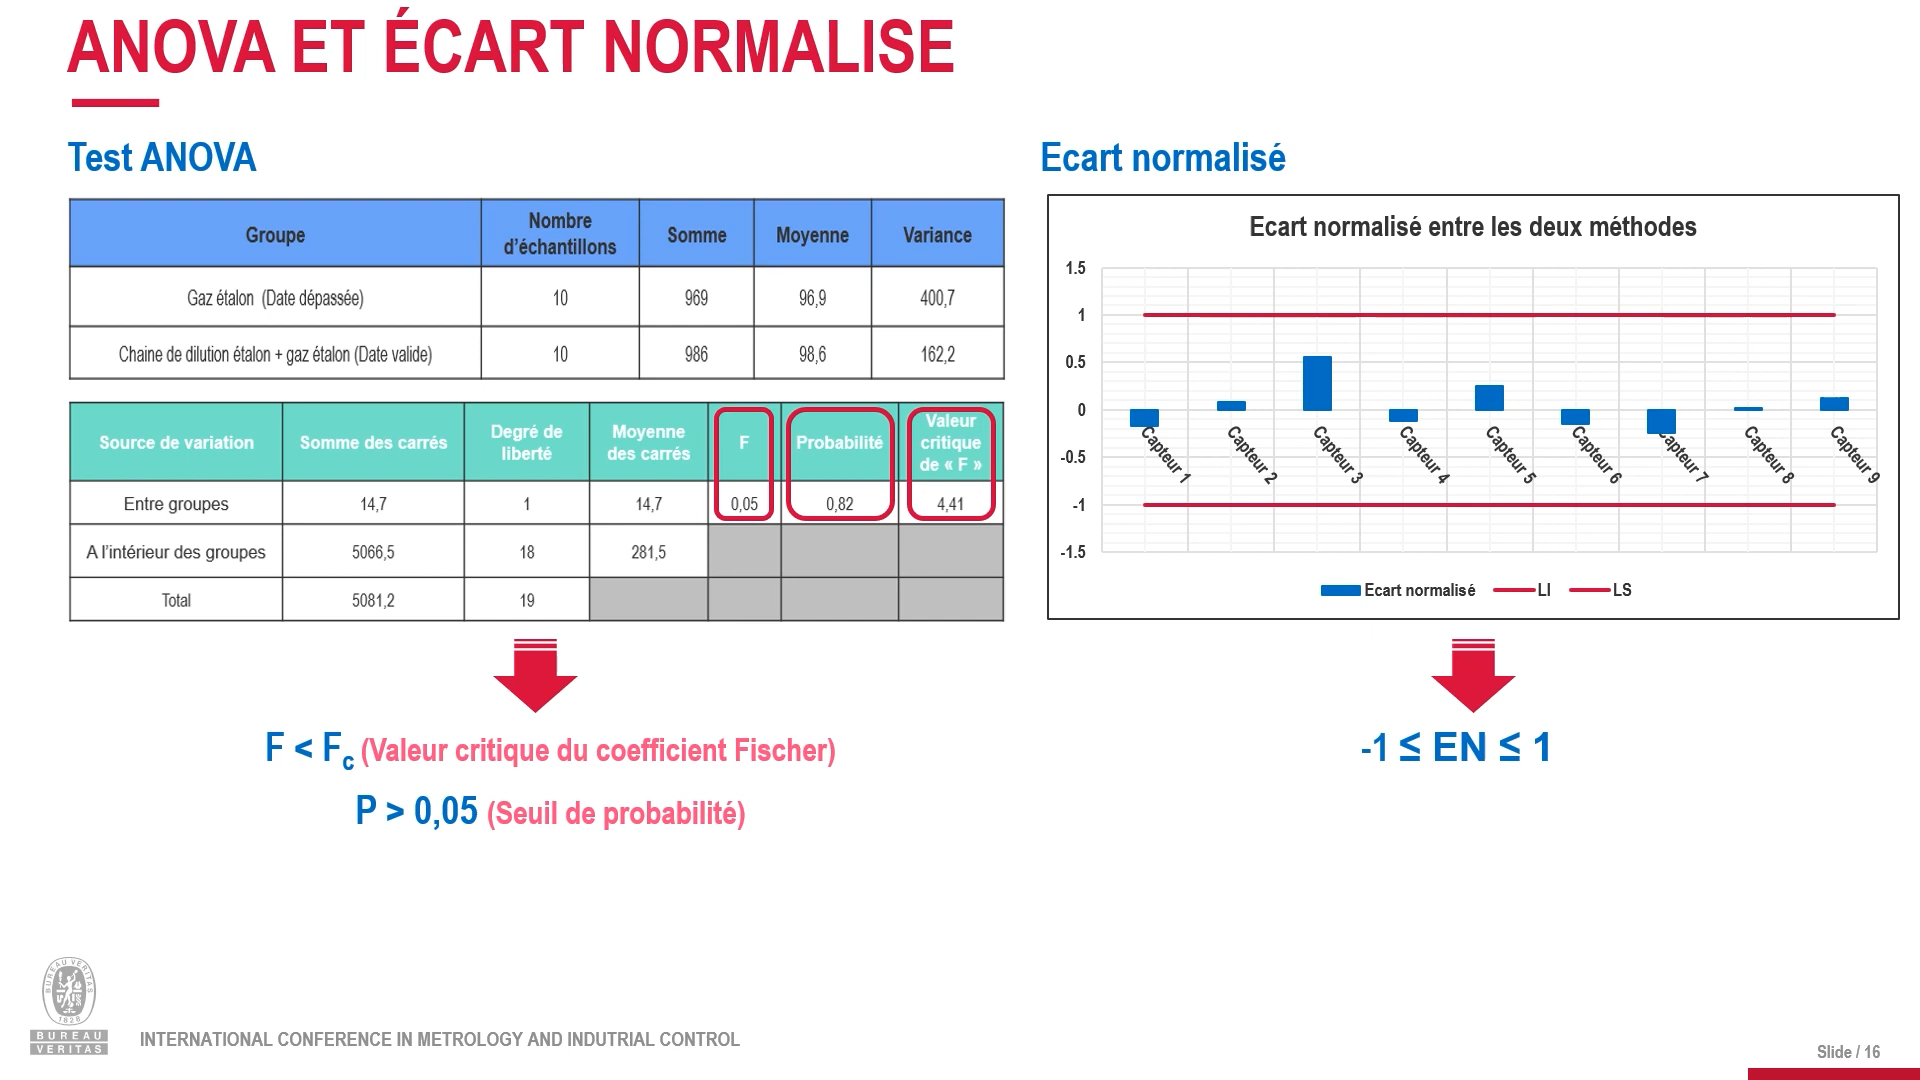 ANOVA ET ÉCART NORMALISE
Test ANOVA
Groupe
Nombre
d'échantillons
Somme
Moyenne
Variance
Gaz étalon (Date dépassée)
10
969
96,9
400,7
Chaine de dilution étalon + gaz étalon (Date valide)
10
986
98,6
162,2
Source de variation
Somme des carrés
Degré de
liberté
Moyenne
des carrés
F
Probabilité
Valeur
critique
de « F »
Entre groupes
14,7
1
14,7
0,05
0,82
4,41
A l'intérieur des groupes
5066,5
18
281,5
Total
5081,2
19
F < Fc (Valeur critique du coefficient Fischer)
P > 0,05 (Seuil de probabilité)
Ecart normalisé
Ecart normalisé entre les deux méthodes
1.5
1
0.5
0
-0.5
-1
-1.5
Capteur 1
Capteur 2
Capteur 3
Capteur 4
Capteur 5
Capteur 6
Capteur 7
Capteur 8
Capteur 9
Ecart normalisé
LI
LS
-1 ≤ EN ≤ 1
BUREAU VERITAS
1828
BUREAU
VERITAS
INTERNATIONAL CONFERENCE IN METROLOGY AND INDUTRIAL CONTROL
Slide / 16